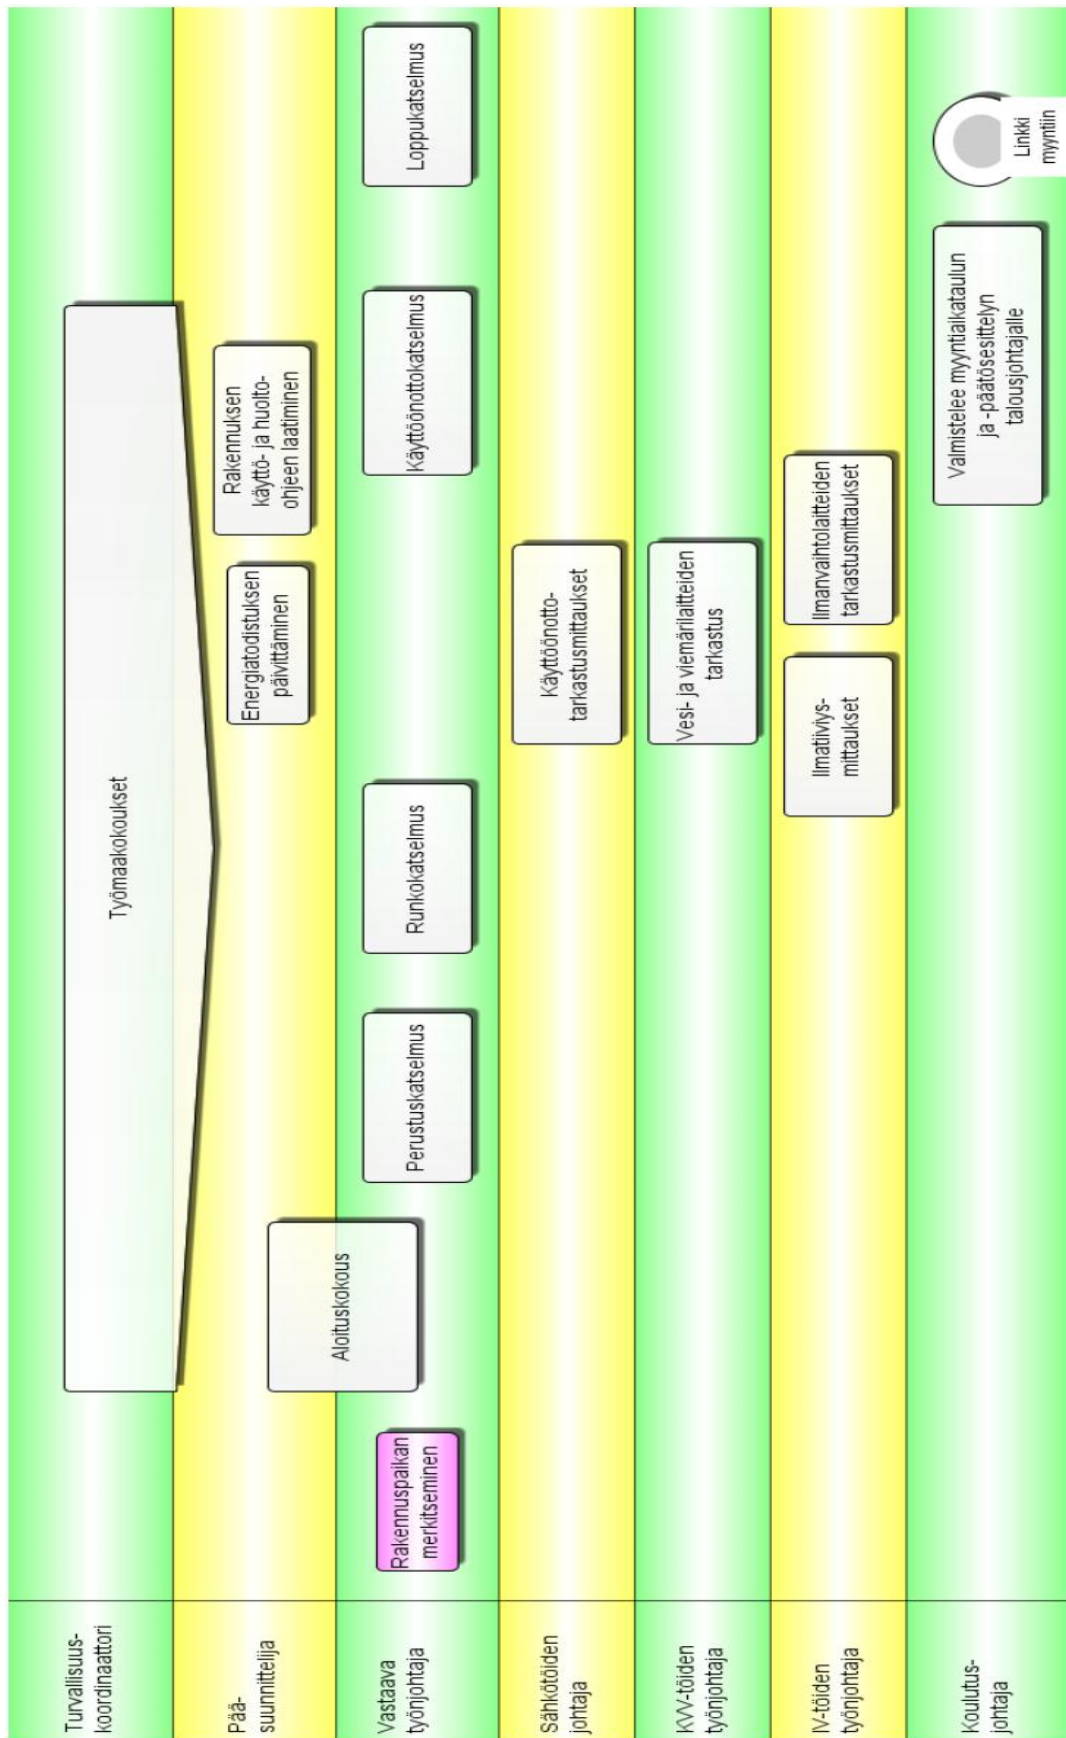 Turvallisuus-
koordinaattori
Työmaakokoukset
Pää-
suunnittelija
Energiatodistuksen
päivittäminen
Rakennuksen
käyttö- ja huolto-
ohjeen laatiminen
Vastaava
työnjohtaja
Rakennuspaikan
merkitseminen
Aloituskokous
Perustuskatselmus
Runkokatselmus
Käyttöönottokatselmus
Loppukatselmus
Sähkötöiden
johtaja
Käyttöönotto-
tarkastusmittaukset
KVV-töiden
työnjohtaja
Vesi- ja viemärilaitteiden
tarkastus
IV-töiden
työnjohtaja
Ilmatiiviys-
mittaukset
Ilmanvaihtolaitteiden
tarkastusmittaukset
Koulutus-
johtaja
Valmistelee myyntiaikataulun
ja -päätösesittelyn
talousjohtajalle
Linkki
myyntiin